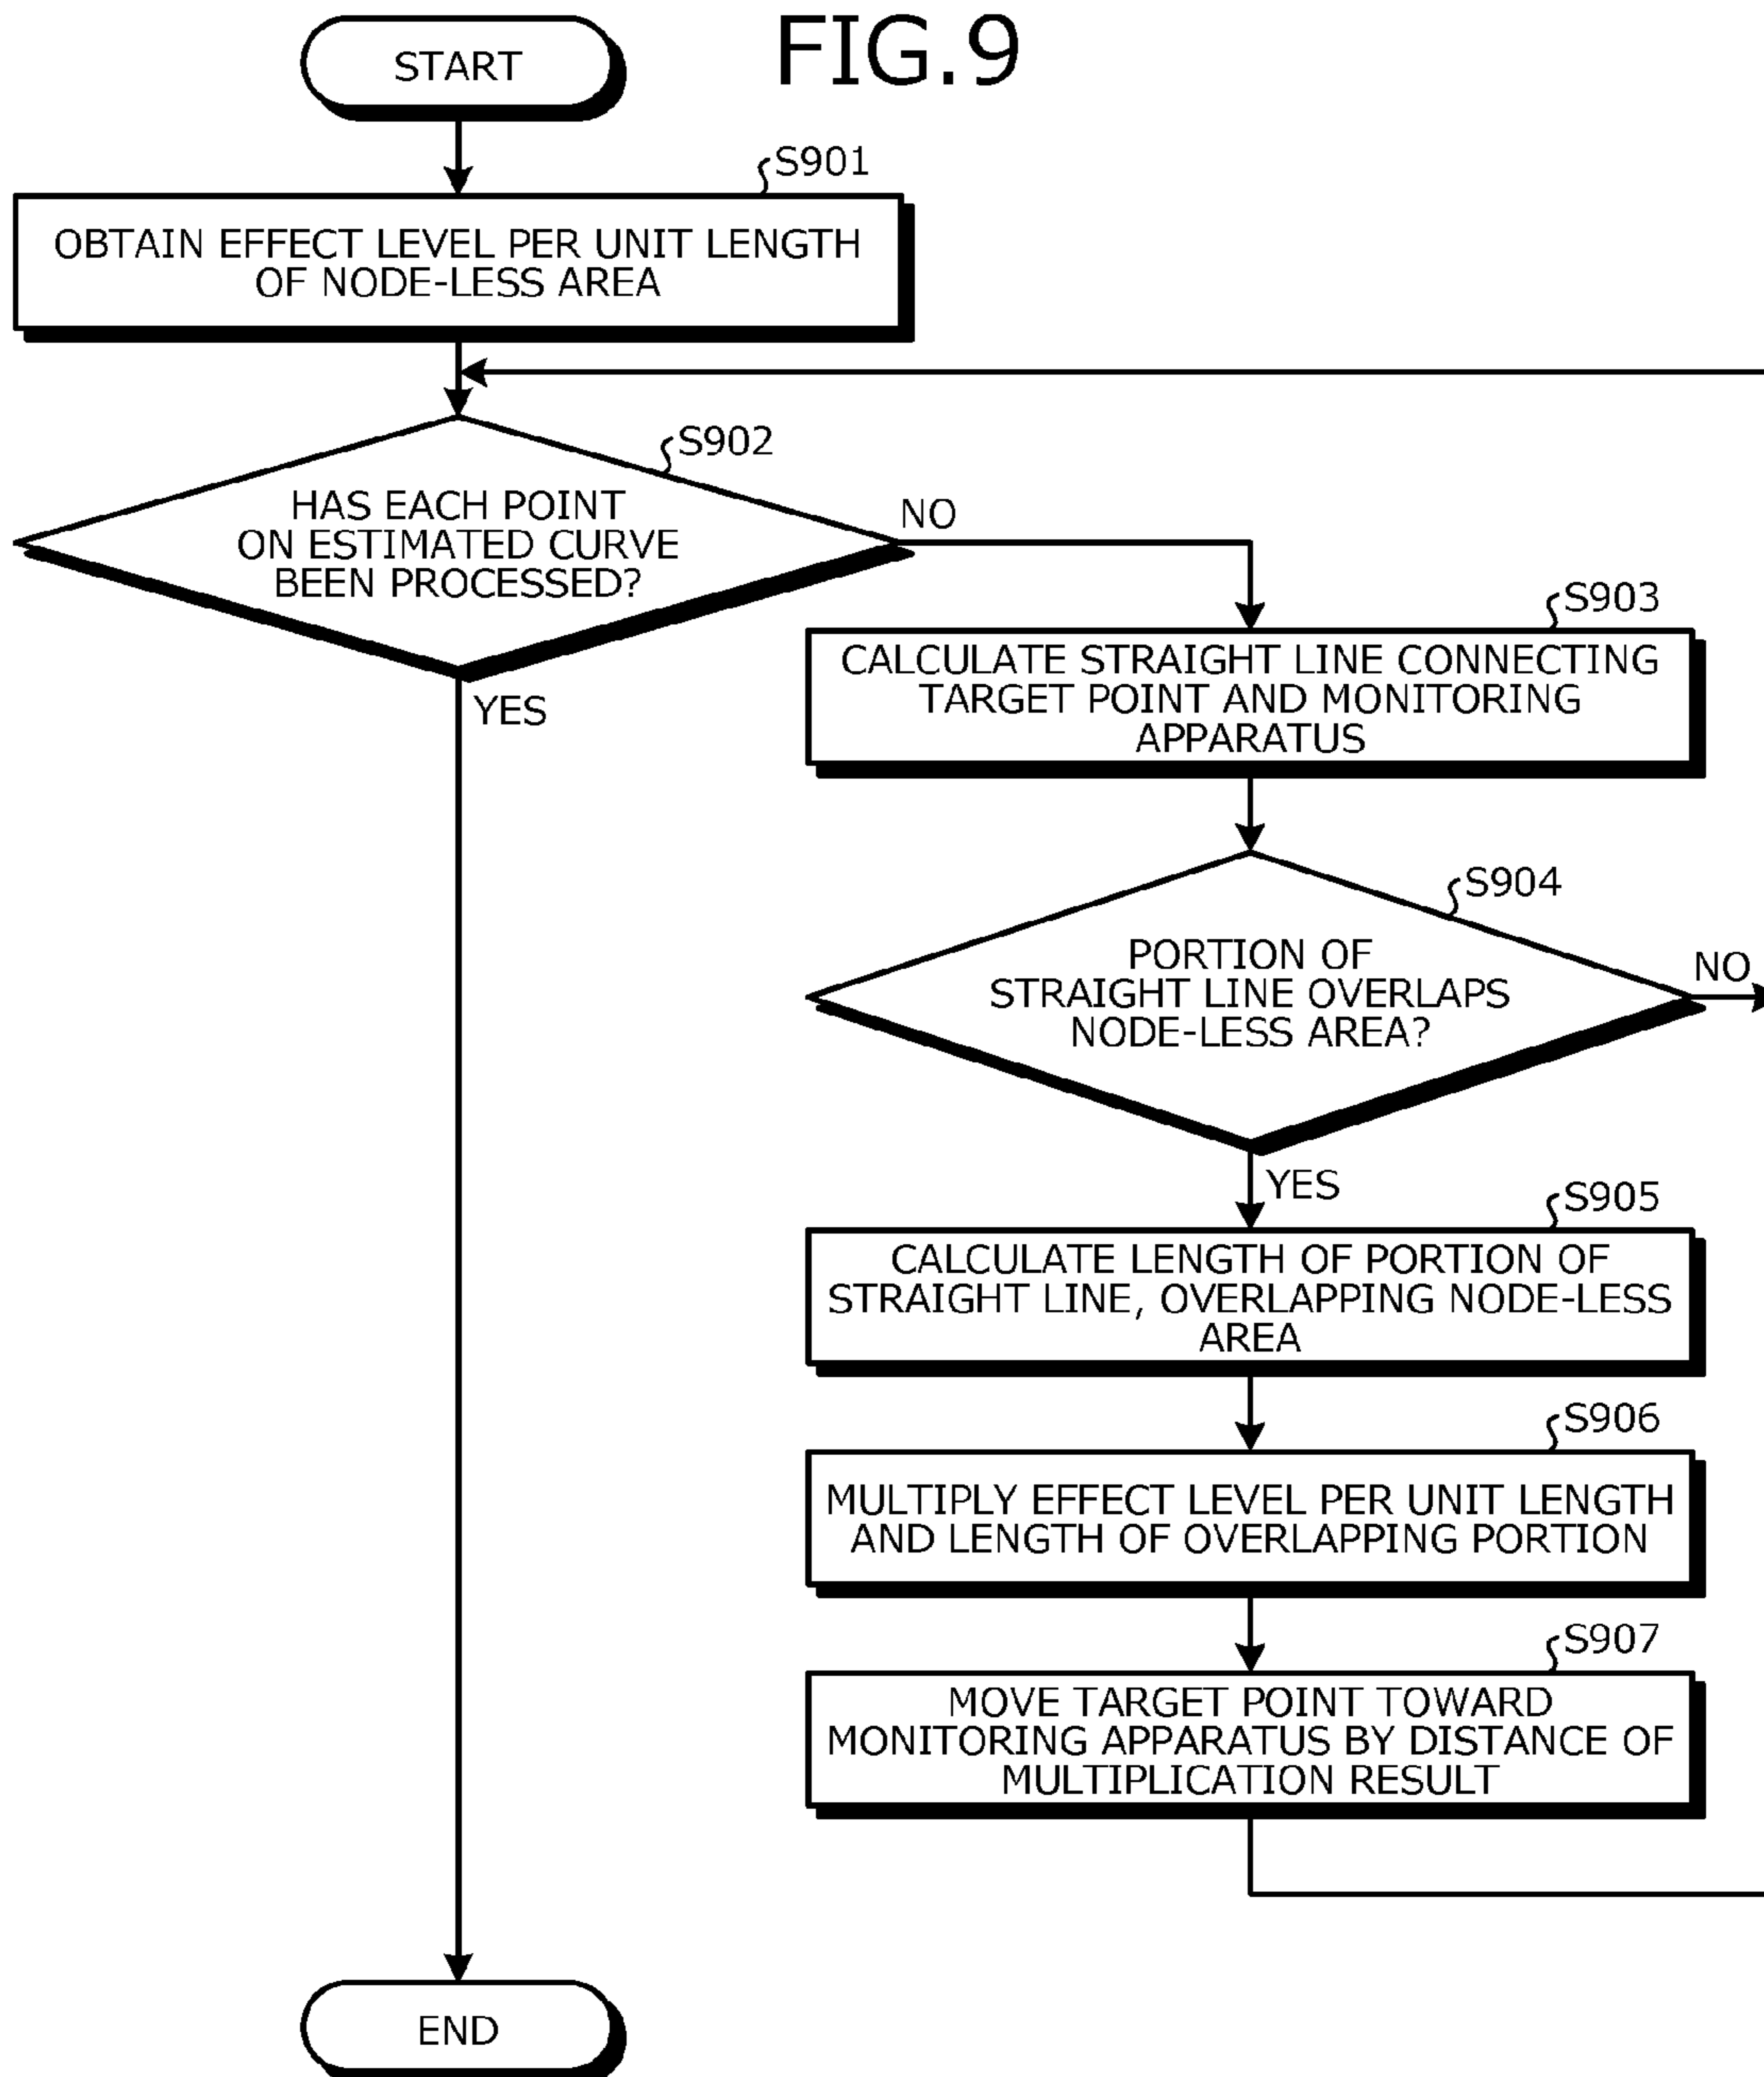 FIG.9
START
S901
OBTAIN EFFECT LEVEL PER UNIT LENGTH
OF NODE-LESS AREA
S902
HAS EACH POINT
ON ESTIMATED CURVE
BEEN PROCESSED?
NO
YES
S903
CALCULATE STRAIGHT LINE CONNECTING
TARGET POINT AND MONITORING
APPARATUS
S904
PORTION OF
STRAIGHT LINE OVERLAPS
NODE-LESS AREA?
NO
YES
S905
CALCULATE LENGTH OF PORTION OF
STRAIGHT LINE, OVERLAPPING NODE-LESS
AREA
S906
MULTIPLY EFFECT LEVEL PER UNIT LENGTH
AND LENGTH OF OVERLAPPING PORTION
S907
MOVE TARGET POINT TOWARD
MONITORING APPARATUS BY DISTANCE OF
MULTIPLICATION RESULT
END